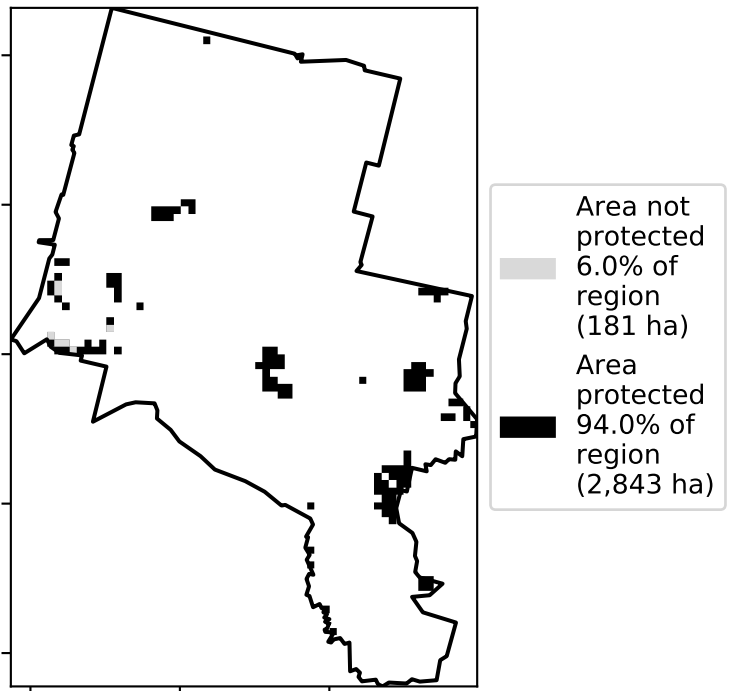 Area not
protected
6.0% of
region
(181 ha)
Area
protected
94.0% of
region
(2,843 ha)